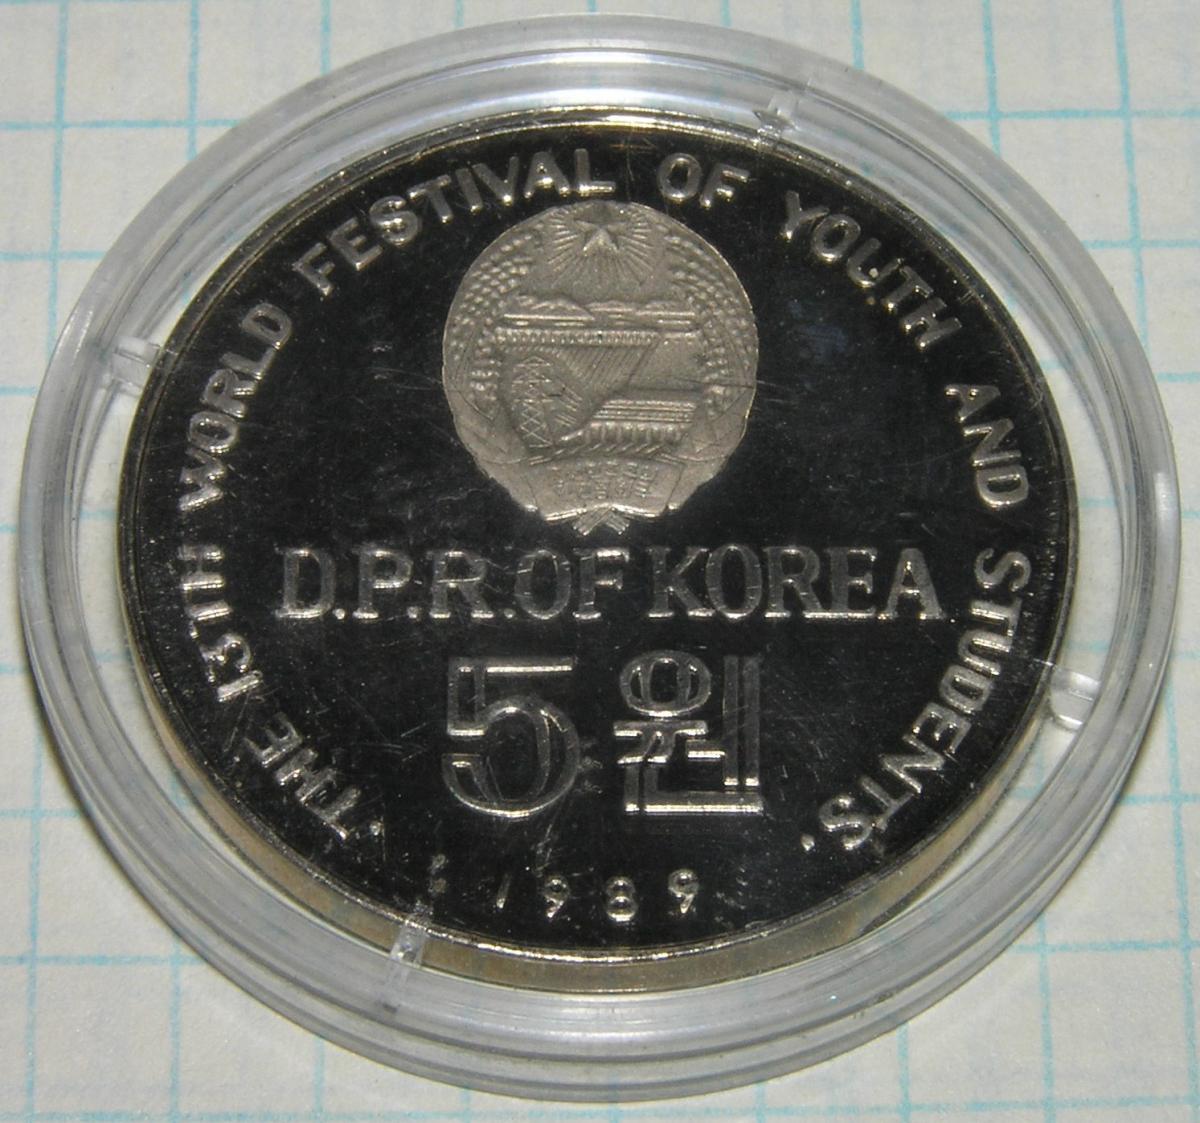 ·THE 13TH WORLD FESTIVAL OF YOUTH AND STUDENTS·
D.P.R.OF KOREA
5 원
1989